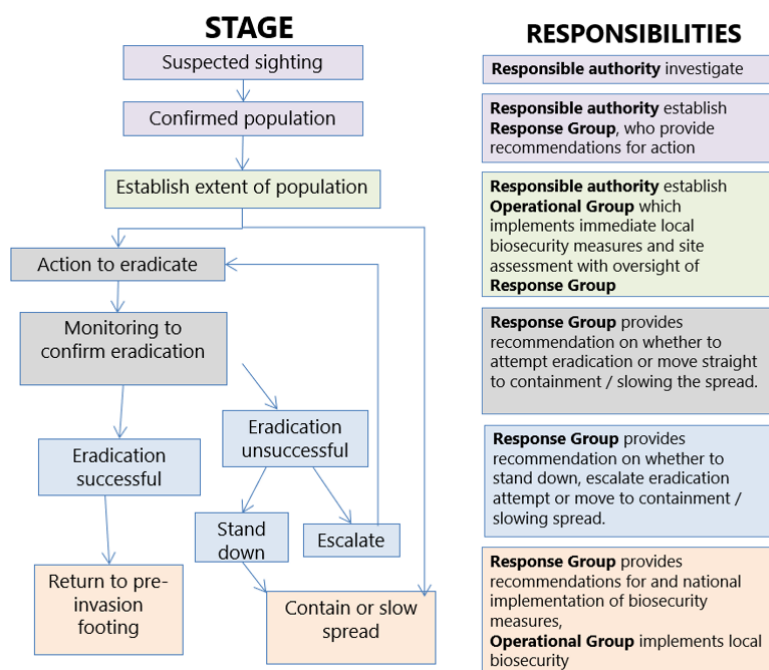 STAGE
Suspected sighting
Confirmed population
Establish extent of population
Action to eradicate
Monitoring to
confirm eradication
Eradication
unsuccessful
Eradication
successful
Stand
down
Escalate
Return to pre-
invasion
footing
Contain or slow
spread
RESPONSIBILITIES
Responsible authority investigate
Responsible authority establish
Response Group, who provide
recommendations for action
Responsible authority establish
Operational Group which
implements immediate local
biosecurity measures and site
assessment with oversight of
Response Group
Response Group provides
recommendation on whether to
attempt eradication or move straight
to containment / slowing the spread.
Response Group provides
recommendation on whether to
stand down, escalate eradication
attempt or move to containment /
slowing spread.
Response Group provides
recommendations for and national
implementation of biosecurity
measures,
Operational Group implements local
biosecurity